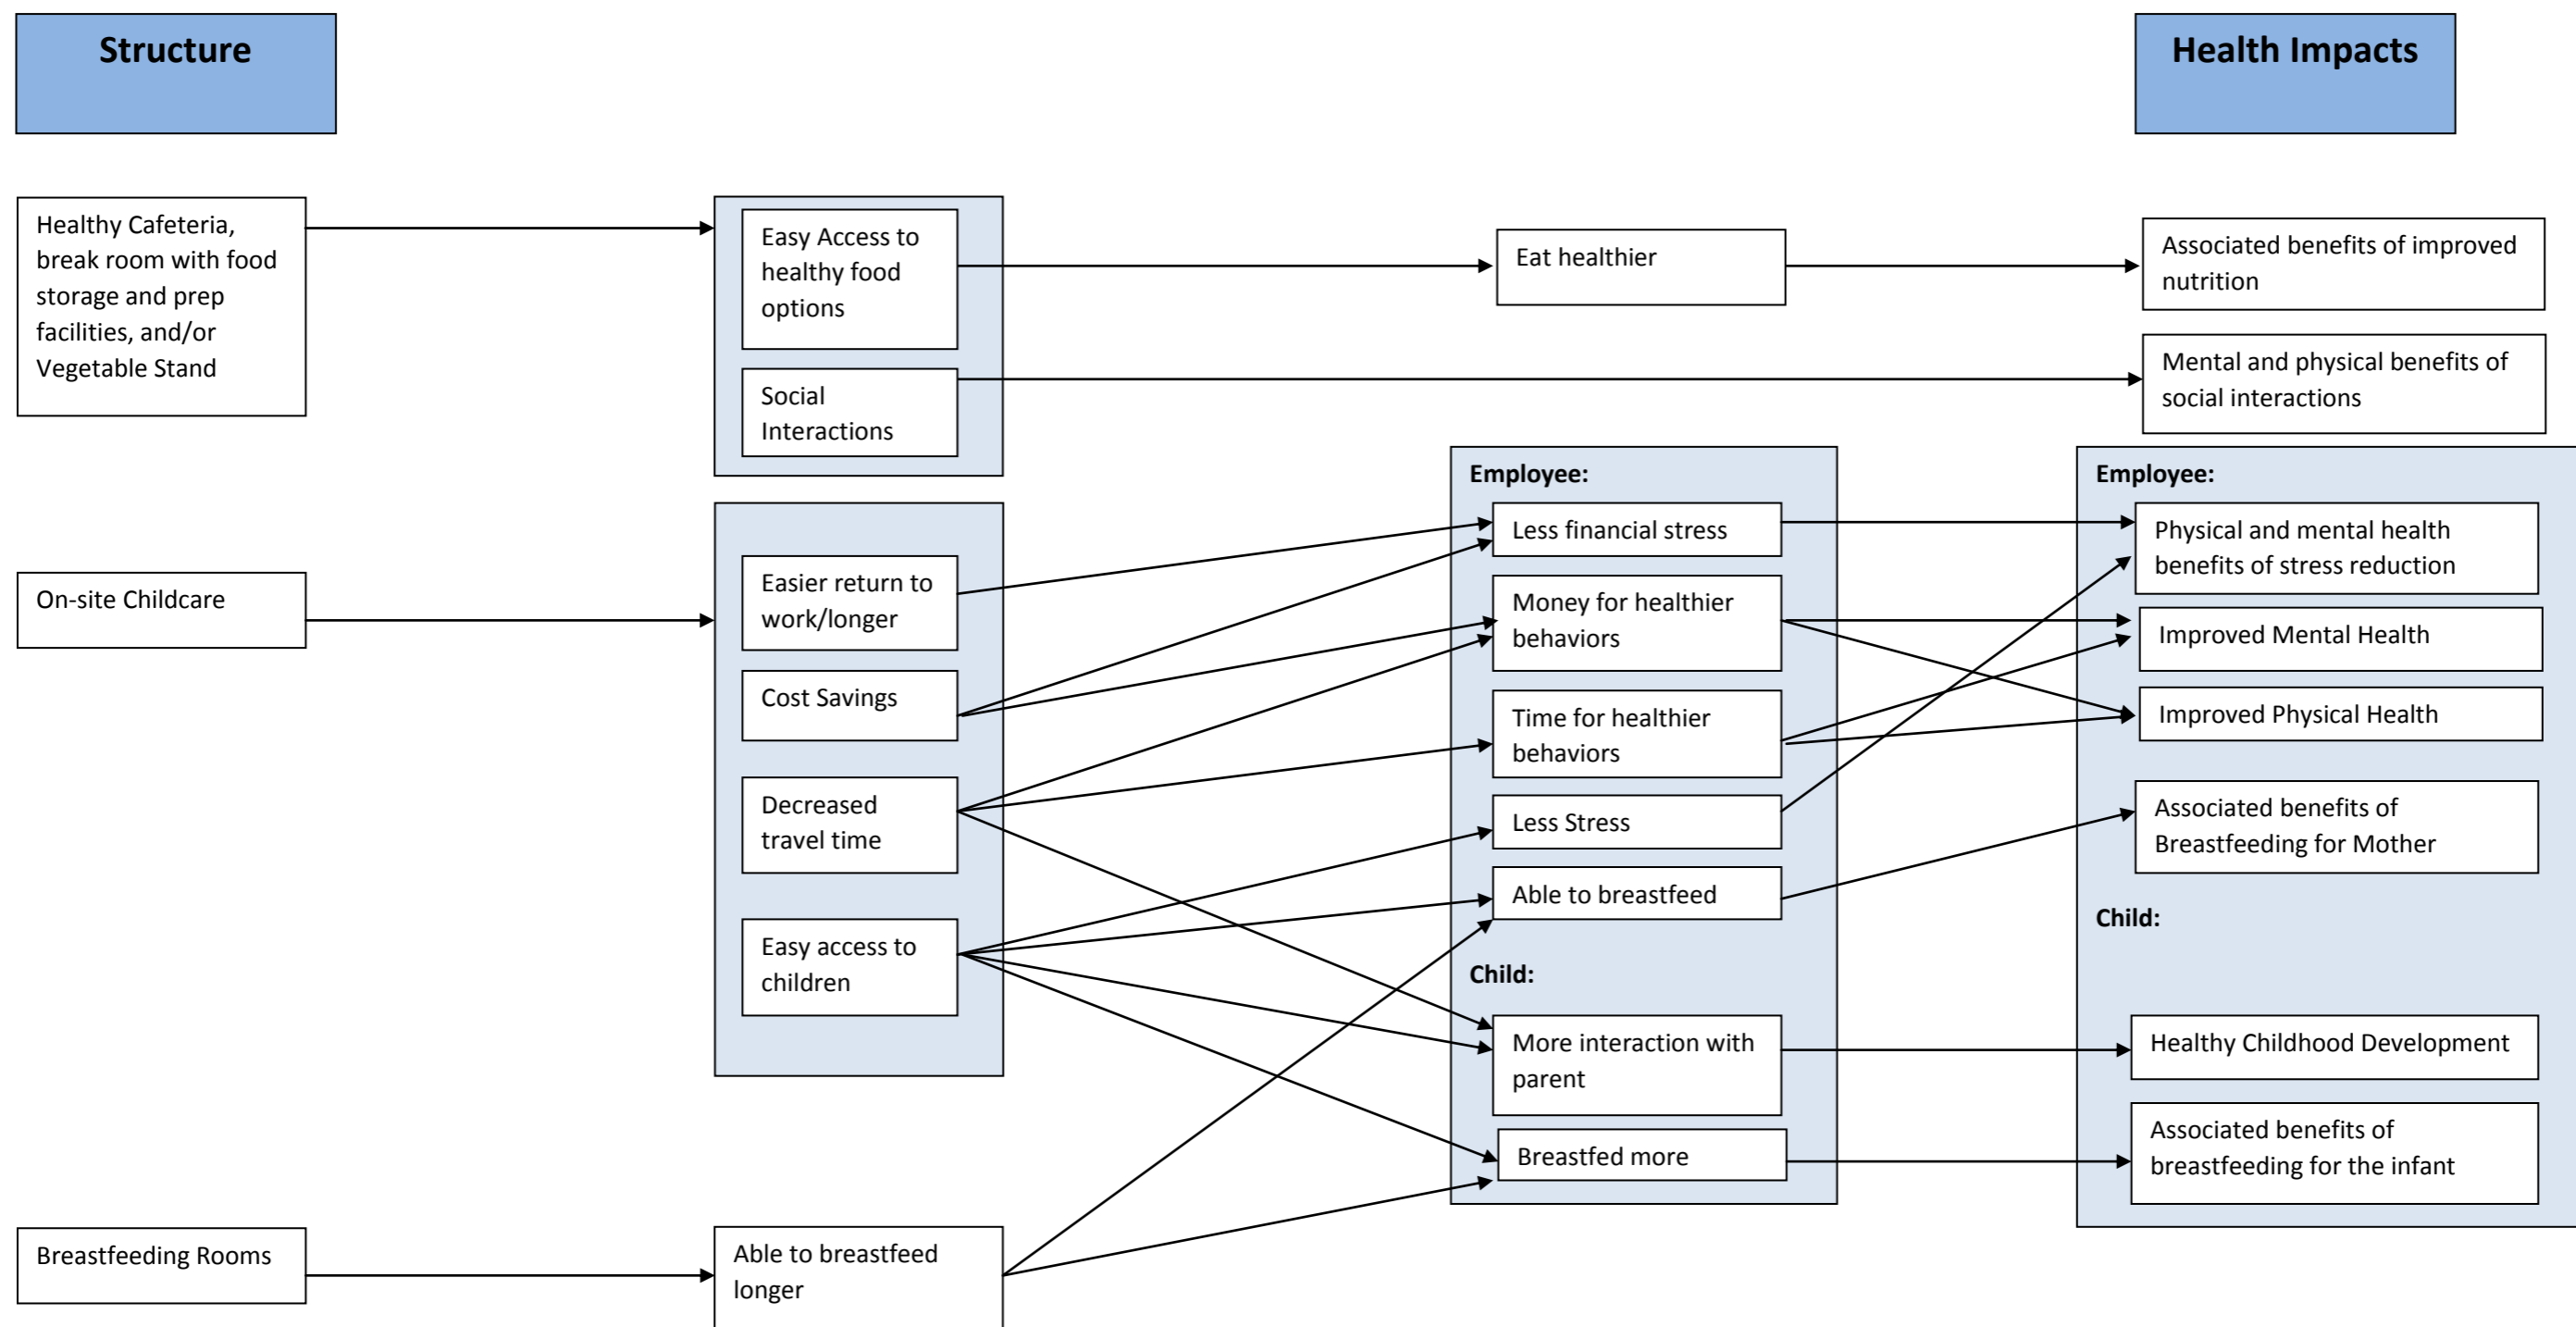 Structure
Health Impacts
Healthy Cafeteria,
break room with food
storage and prep
facilities, and/or
Vegetable Stand
Easy Access to
healthy food
options
Social
Interactions
Eat healthier
Associated benefits of improved
nutrition
Mental and physical benefits of
social interactions
On-site Childcare
Easier return to
work/longer
Cost Savings
Decreased
travel time
Easy access to
children
Employee:
Less financial stress
Money for healthier
behaviors
Time for healthier
behaviors
Less Stress
Able to breastfeed
Child:
More interaction with
parent
Breastfed more
Employee:
Physical and mental health
benefits of stress reduction
Improved Mental Health
Improved Physical Health
Associated benefits of
Breastfeeding for Mother
Child:
Healthy Childhood Development
Associated benefits of
breastfeeding for the infant
Breastfeeding Rooms
Able to breastfeed
longer